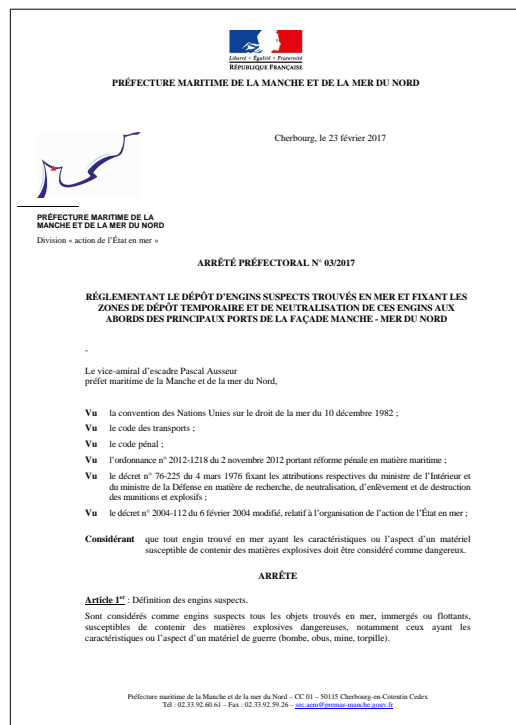 Liberté • Égalité • Fraternité
RÉPUBLIQUE FRANÇAISE
PRÉFECTURE MARITIME DE LA MANCHE ET DE LA MER DU NORD
Cherbourg, le 23 février 2017
PRÉFECTURE MARITIME DE LA
MANCHE ET DE LA MER DU NORD
Division « action de l'État en mer »
ARRÊTÉ PRÉFECTORAL N° 03/2017
RÉGLEMENTANT LE DÉPÔT D'ENGINS SUSPECTS TROUVÉS EN MER ET FIXANT LES
ZONES DE DÉPÔT TEMPORAIRE ET DE NEUTRALISATION DE CES ENGINS AUX
ABORDS DES PRINCIPAUX PORTS DE LA FAÇADE MANCHE - MER DU NORD
-
Le vice-amiral d'escadre Pascal Ausseur
préfet maritime de la Manche et de la mer du Nord,
Vu la convention des Nations Unies sur le droit de la mer du 10 décembre 1982 ;
Vu le code des transports ;
Vu le code pénal ;
Vu l'ordonnance n° 2012-1218 du 2 novembre 2012 portant réforme pénale en matière maritime ;
Vu le décret n° 76-225 du 4 mars 1976 fixant les attributions respectives du ministre de l'Intérieur et
du ministre de la Défense en matière de recherche, de neutralisation, d'enlèvement et de destruction
des munitions et explosifs ;
Vu le décret n° 2004-112 du 6 février 2004 modifié, relatif à l'organisation de l'action de l'État en mer ;
Considérant que tout engin trouvé en mer ayant les caractéristiques ou l'aspect d'un matériel
susceptible de contenir des matières explosives doit être considéré comme dangereux.
ARRÊTE
Article 1er : Définition des engins suspects.
Sont considérés comme engins suspects tous les objets trouvés en mer, immergés ou flottants,
susceptibles de contenir des matières explosives dangereuses, notamment ceux ayant les
caractéristiques ou l'aspect d'un matériel de guerre (bombe, obus, mine, torpille).
Préfecture maritime de la Manche et de la mer du Nord – CC 01 – 50115 Cherbourg-en-Cotentin Cedex
Tél : 02.33.92.60.61 – Fax : 02.33.92.59.26 – sec.aem@premar-manche.gouv.fr